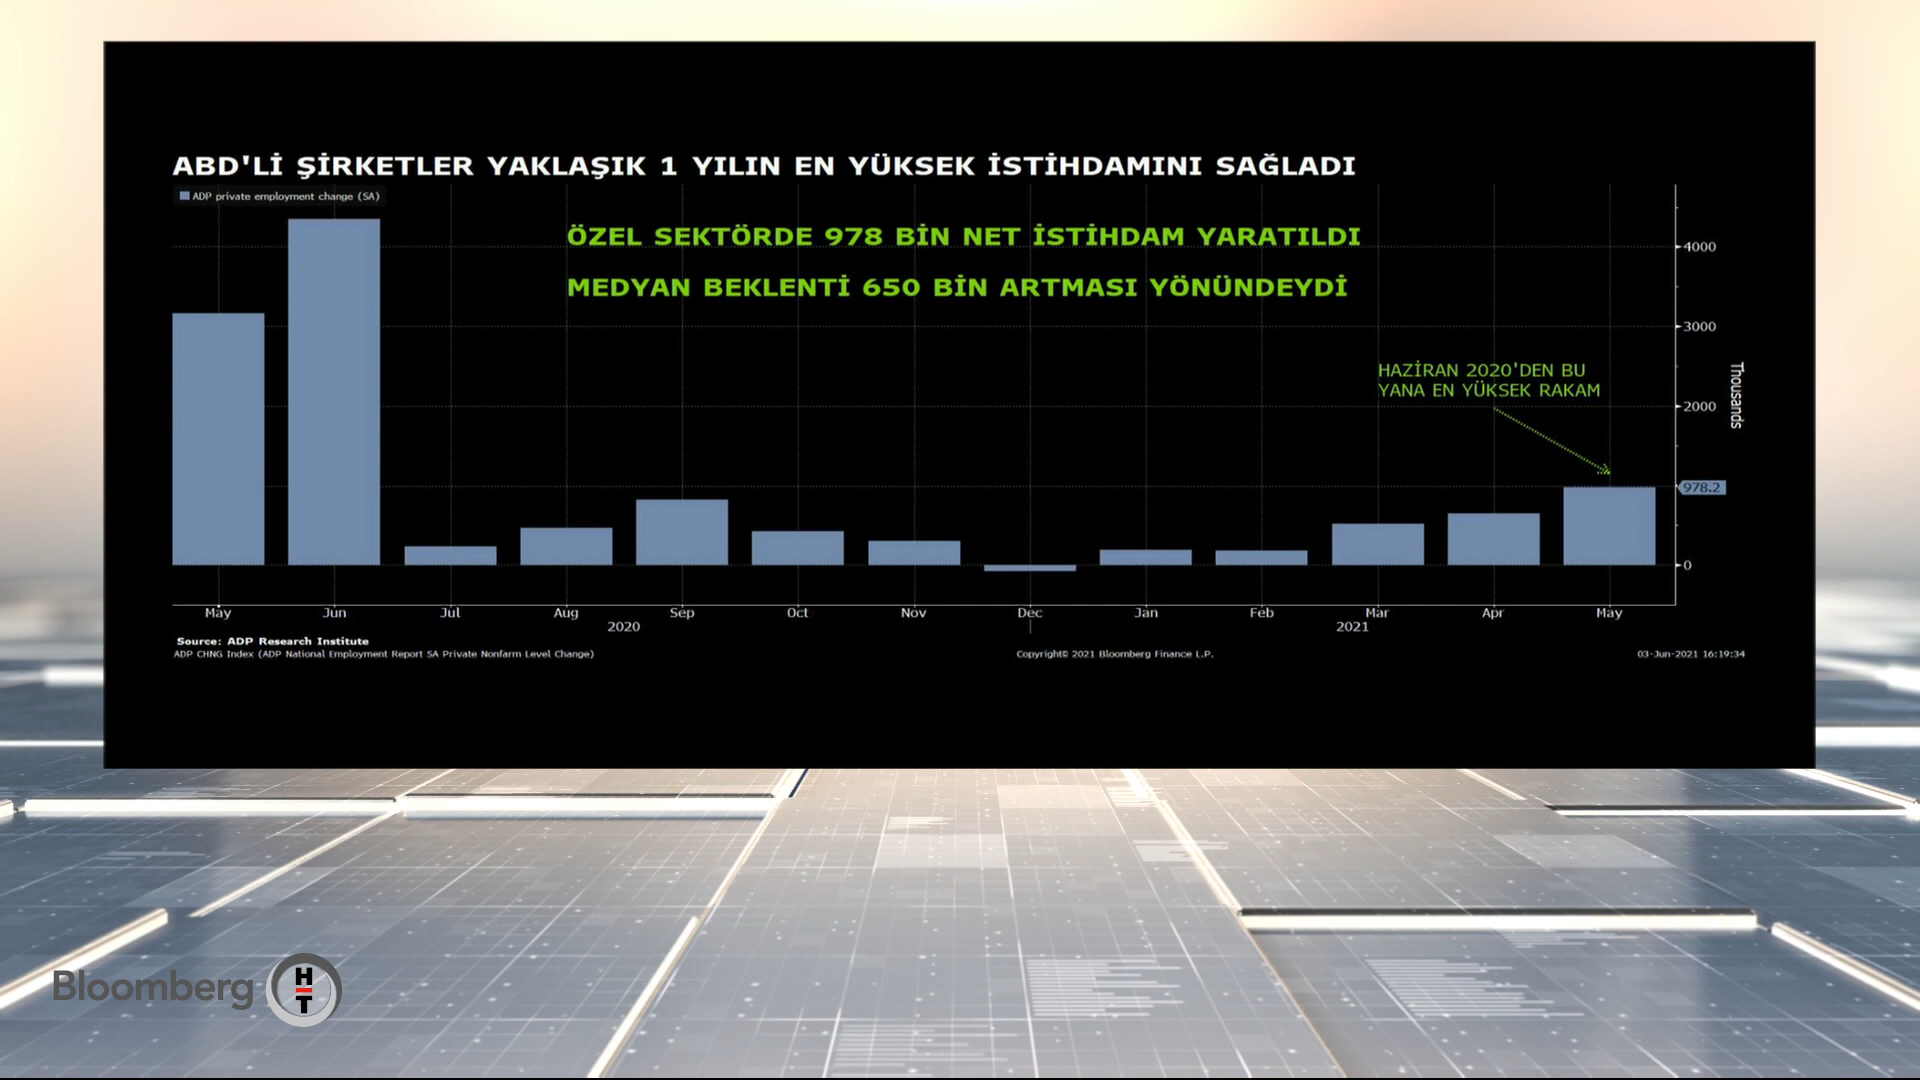 ABD'Lİ ŞİRKETLER YAKLAŞIK 1 YILIN EN YÜKSEK İSTİHDAMINI SAĞLADI
ADP private employment change (SA)
ÖZEL SEKTÖRDE 978 BİN NET İSTİHDAM YARATILDI
MEDYAN BEKLENTİ 650 BİN ARTMASI YÖNÜNDEYDİ
HAZİRAN 2020'DEN BU
YANA EN YÜKSEK RAKAM
4000
3000
2000
978.2
0
Thousands
May Jun Jul Aug Sep Oct Nov Dec Jan Feb Mar Apr May
2020 2021
Source: ADP Research Institute
ADP CHNG Index (ADP National Employment Report SA Private Nonfarm Level Change) Copyright© 2021 Bloomberg Finance L.P. 03-Jun-2021 16:19:34
Bloomberg HT